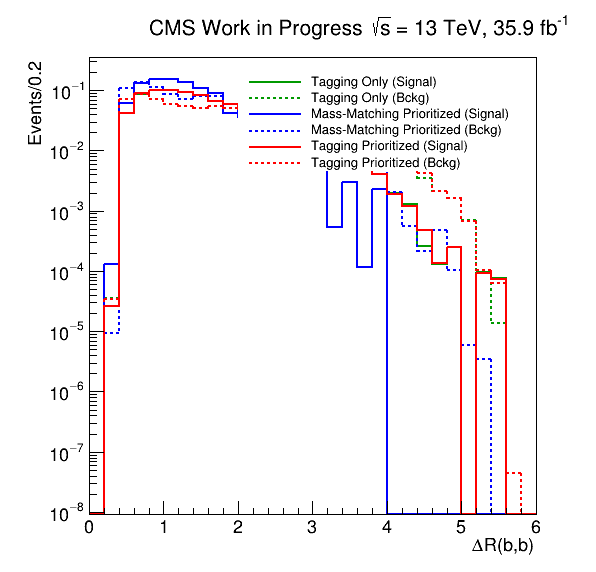 CMS Work in Progress √s = 13 TeV, 35.9 fb⁻¹
Events/0.2
10⁻¹
10⁻²
10⁻³
10⁻⁴
10⁻⁵
10⁻⁶
10⁻⁷
10⁻⁸
Tagging Only (Signal)
Tagging Only (Bckg)
Mass-Matching Prioritized (Signal)
Mass-Matching Prioritized (Bckg)
Tagging Prioritized (Signal)
Tagging Prioritized (Bckg)
0 1 2 3 4 5 6
ΔR(b,b)